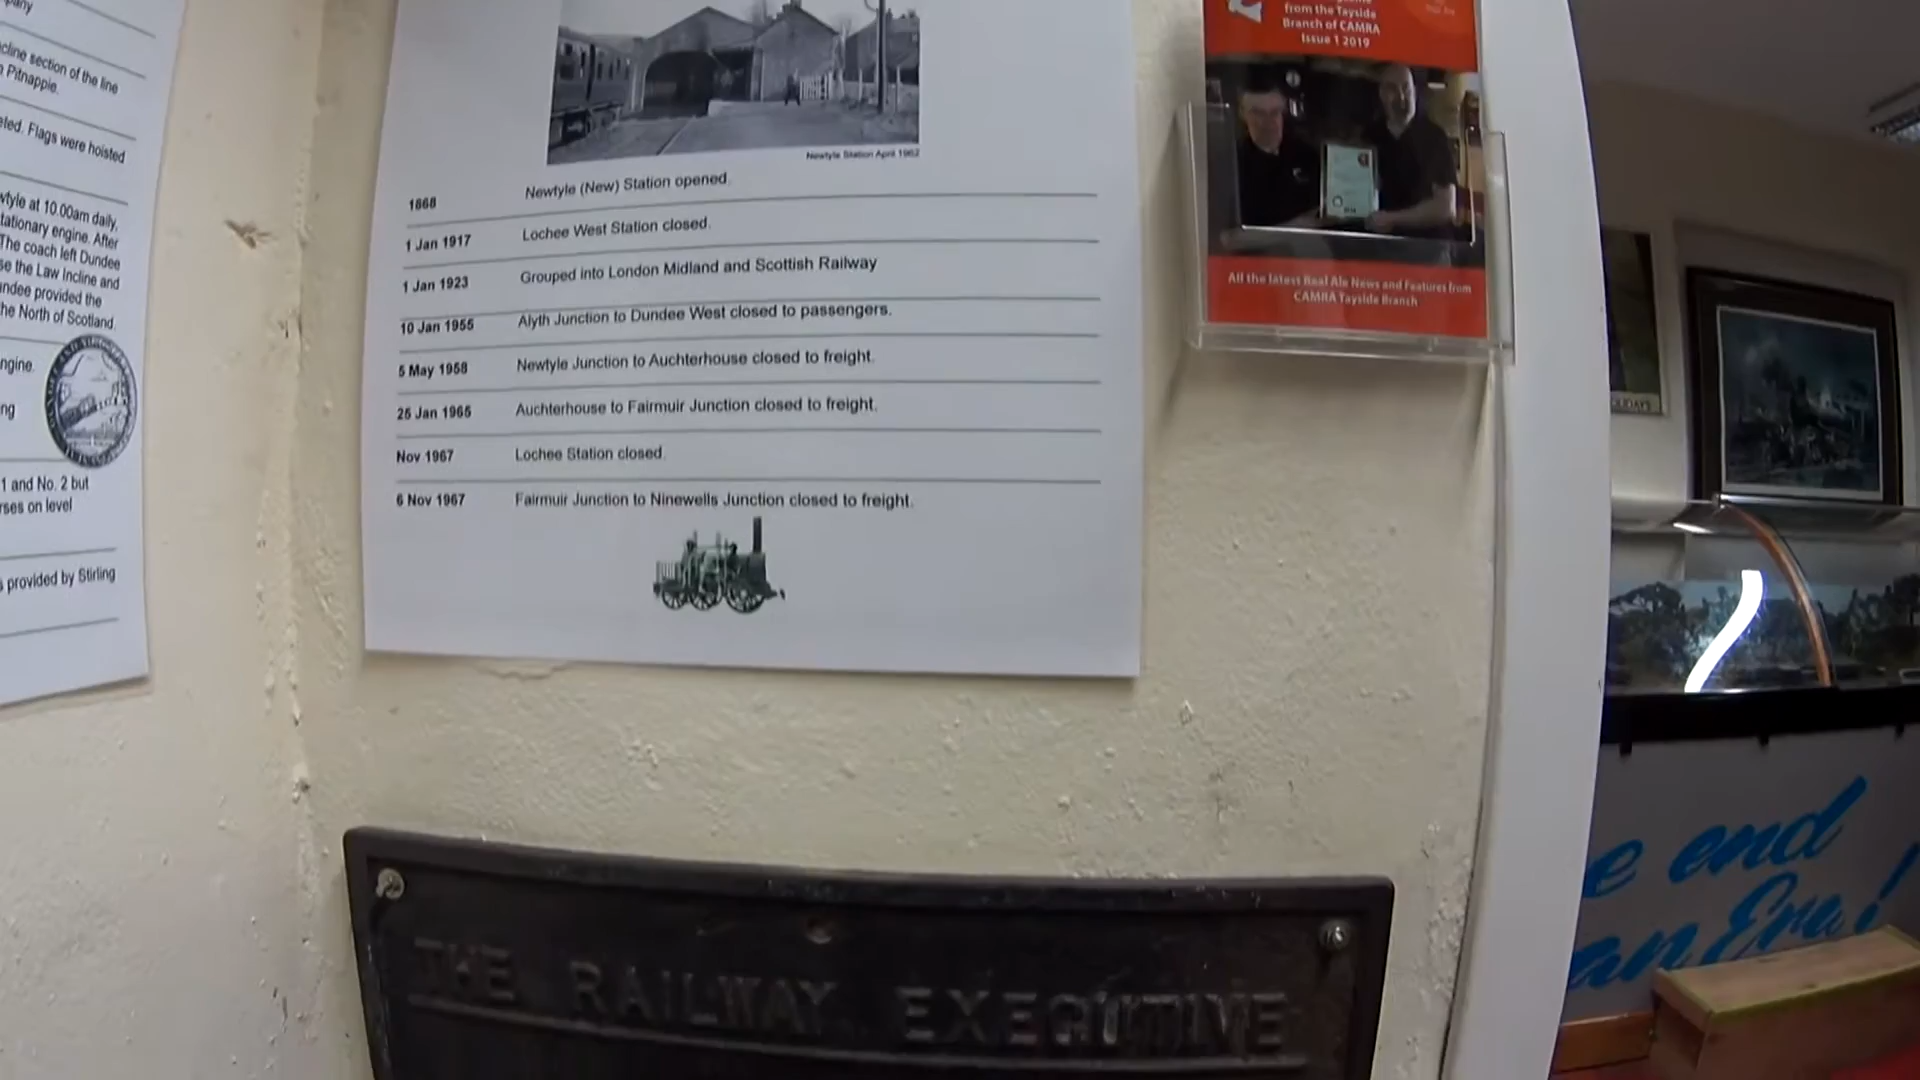 cline section of the line
Pitnappie.
Flags were hoisted
at 10.00am daily,
engine. After
The coach left Dundee
the Law Incline and
provided the
the North of Scotland.
1 and No. 2 but
on level
provided by Stirling
Newtyle Station April 1962
1868 Newtyle (New) Station opened.
1 Jan 1917 Lochee West Station closed.
1 Jan 1923 Grouped into London Midland and Scottish Railway
10 Jan 1955 Alyth Junction to Dundee West closed to passengers.
5 May 1958 Newtyle Junction to Auchterhouse closed to freight.
25 Jan 1965 Auchterhouse to Fairmuir Junction closed to freight.
Nov 1967 Lochee Station closed.
6 Nov 1967 Fairmuir Junction to Ninewells Junction closed to freight.
from the Tayside
Branch of CAMRA
Issue 1 2019
All the latest Real Ale News and Features from
CAMRA Tayside Branch
THE RAILWAY EXECUTIVE
e end
an Era!